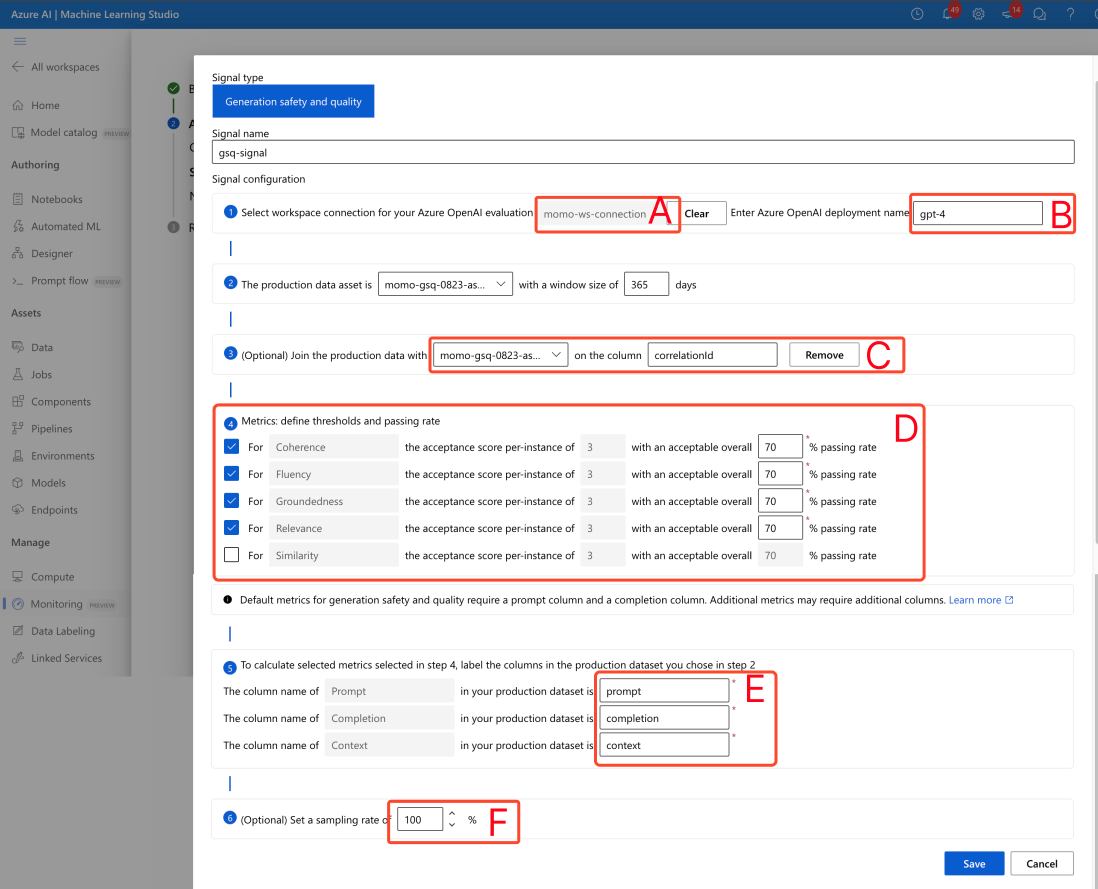 Azure AI | Machine Learning Studio
49
14
?
All workspaces
Home
Model catalog PREVIEW
Authoring
Notebooks
Automated ML
Designer
Prompt flow PREVIEW
Assets
Data
Jobs
Components
Pipelines
Environments
Models
Endpoints
Manage
Compute
Monitoring PREVIEW
Data Labeling
Linked Services
2
3
Signal type
Generation safety and quality
Signal name
gsq-signal
Signal configuration
1 Select workspace connection for your Azure OpenAI evaluation momo-ws-connection A Clear Enter Azure OpenAI deployment name gpt-4 B
2 The production data asset is momo-gsq-0823-as... with a window size of 365 days
3 (Optional) Join the production data with momo-gsq-0823-as... on the column correlationId Remove C
4 Metrics: define thresholds and passing rate D
For Coherence the acceptance score per-instance of 3 with an acceptable overall 70 * % passing rate
For Fluency the acceptance score per-instance of 3 with an acceptable overall 70 * % passing rate
For Groundedness the acceptance score per-instance of 3 with an acceptable overall 70 * % passing rate
For Relevance the acceptance score per-instance of 3 with an acceptable overall 70 * % passing rate
For Similarity the acceptance score per-instance of 3 with an acceptable overall 70 % passing rate
Default metrics for generation safety and quality require a prompt column and a completion column. Additional metrics may require additional columns. Learn more
5 To calculate selected metrics selected in step 4, label the columns in the production dataset you chose in step 2
The column name of Prompt in your production dataset is prompt * E
The column name of Completion in your production dataset is completion *
The column name of Context in your production dataset is context *
6 (Optional) Set a sampling rate of 100 % F
Save Cancel